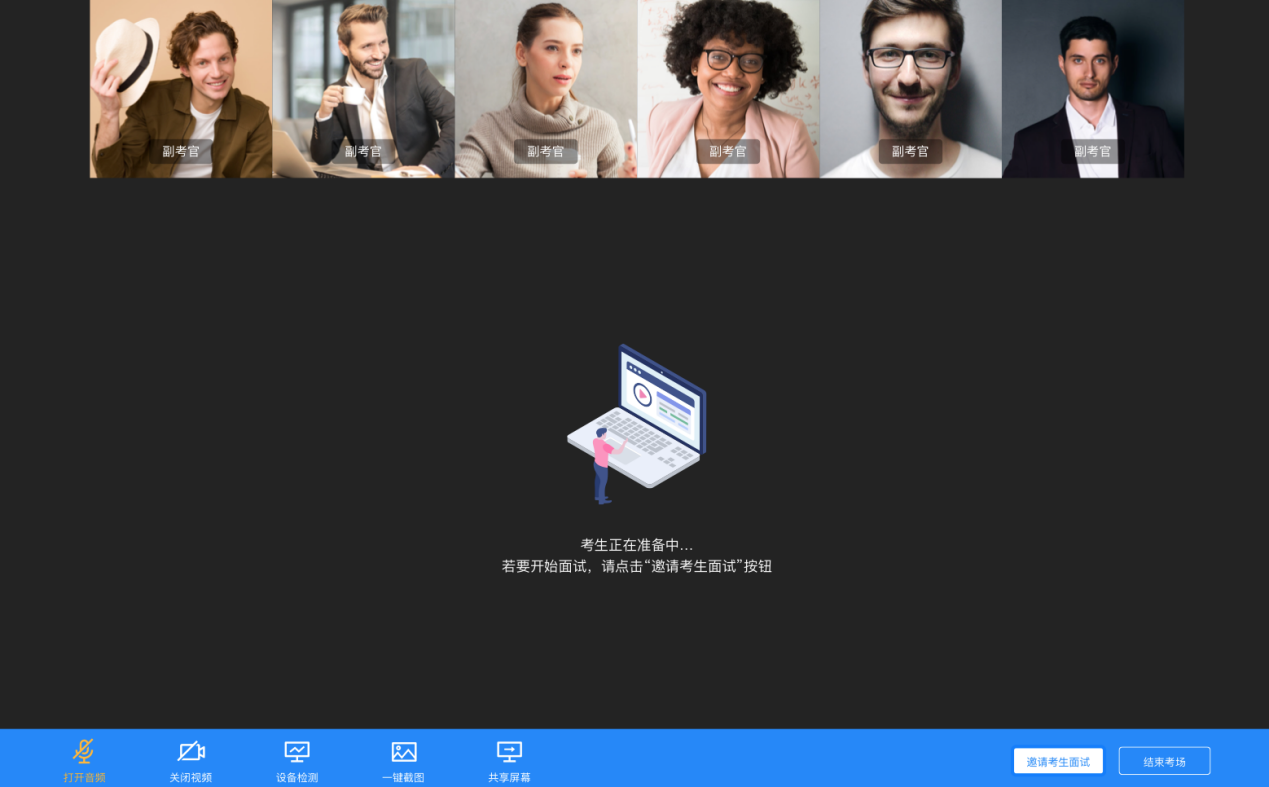 副考官
副考官
副考官
副考官
副考官
副考官
考生正在准备中...
若要开始面试，请点击“邀请考生面试”按钮
打开音频
关闭视频
设备检测
一键截图
共享屏幕
邀请考生面试
结束考场